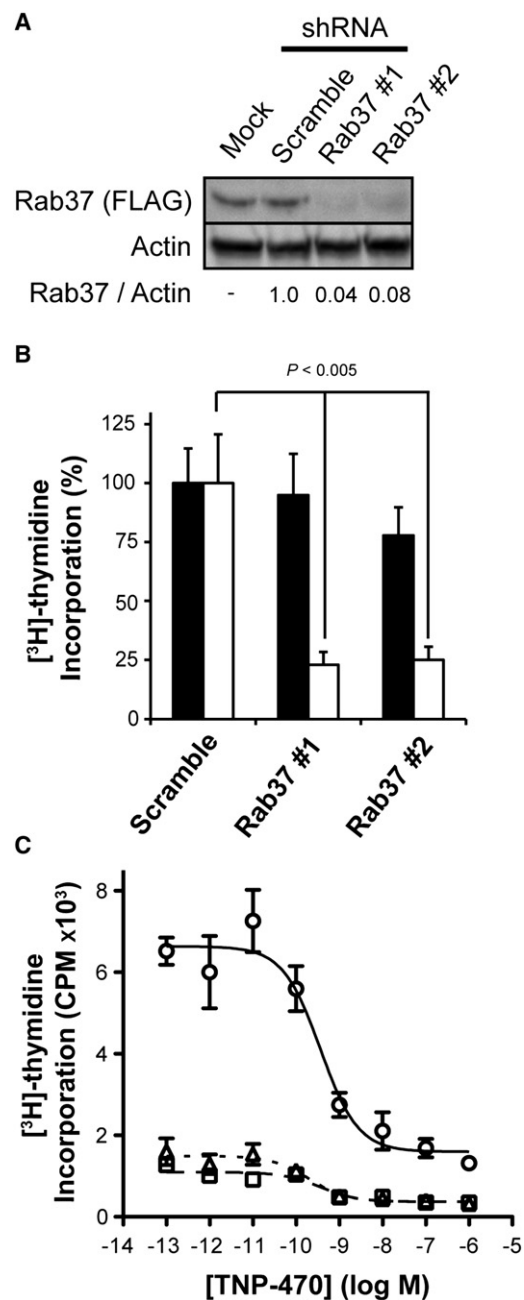 A
shRNA
Mock
Scramble
Rab37 #1
Rab37 #2
Rab37 (FLAG)
Actin
Rab37 / Actin - 1.0 0.04 0.08
B
P < 0.005
[³H]-thymidine
Incorporation (%)
125
100
75
50
25
0
Scramble
Rab37 #1
Rab37 #2
C
[³H]-thymidine
Incorporation (CPM x10³)
8
6
4
2
0
-14 -13 -12 -11 -10 -9 -8 -7 -6 -5
[TNP-470] (log M)